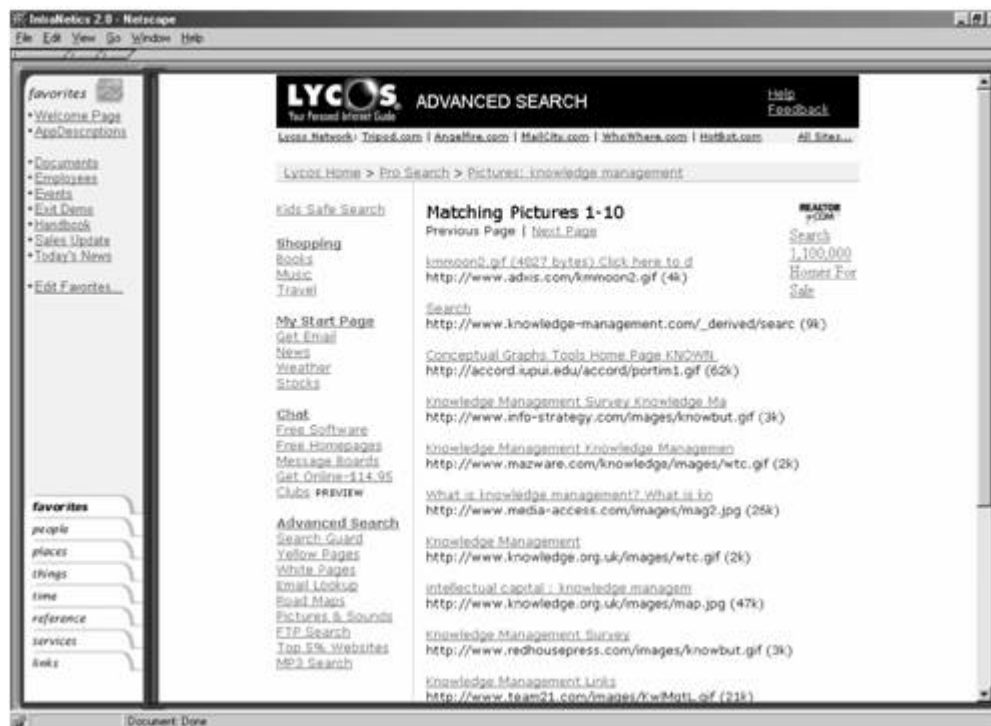 IntraNetics 2.0 - Netscape
File Edit View Go Window Help
favorites
• Welcome Page
• AppDescriptions
• Documents
• Employees
• Events
• Exit Demo
• Handbook
• Sales Update
• Today's News
• Edit Favorites...
favorites
people
places
things
time
reference
services
links
LYCOS
Your Personal Internet Guide
ADVANCED SEARCH
Help
Feedback
Lycos Network: Tripod.com | Angelfire.com | MailCity.com | WhoWhere.com | HotBot.com All Sites...
Lycos Home > Pro Search > Pictures: knowledge management
Kids Safe Search
Shopping
Books
Music
Travel
My Start Page
Get Email
News
Weather
Stocks
Chat
Free Software
Free Homepages
Message Boards
Get Online-$14.95
Clubs PREVIEW
Advanced Search
Search Guard
Yellow Pages
White Pages
Email Lookup
Road Maps
Pictures & Sounds
FTP Search
Top 5% Websites
MP3 Search
Matching Pictures 1-10
Previous Page | Next Page
kmmoon2.gif (4027 bytes) Click here to d
http://www.adxis.com/kmmoon2.gif (4k)
Search
http://www.knowledge-management.com/_derived/searc (9k)
Conceptual Graphs Tools Home Page KNOWN
http://accord.iupui.edu/accord/portim1.gif (62k)
Knowledge Management Survey Knowledge Ma
http://www.info-strategy.com/images/knowbut.gif (3k)
Knowledge Management Knowledge Managemen
http://www.mazware.com/knowledge/images/wtc.gif (2k)
What is knowledge management? What is kn
http://www.media-access.com/images/mag2.jpg (26k)
Knowledge Management
http://www.knowledge.org.uk/images/wtc.gif (2k)
intellectual capital : knowledge managem
http://www.knowledge.org.uk/images/map.jpg (47k)
Knowledge Management Survey
http://www.redhousepress.com/images/knowbut.gif (3k)
Knowledge Management Links
http://www.team21.com/images/KwlMgtL.gif (21k)
REALTOR
.COM
Search
1,100,000
Homes For
Sale
Document: Done